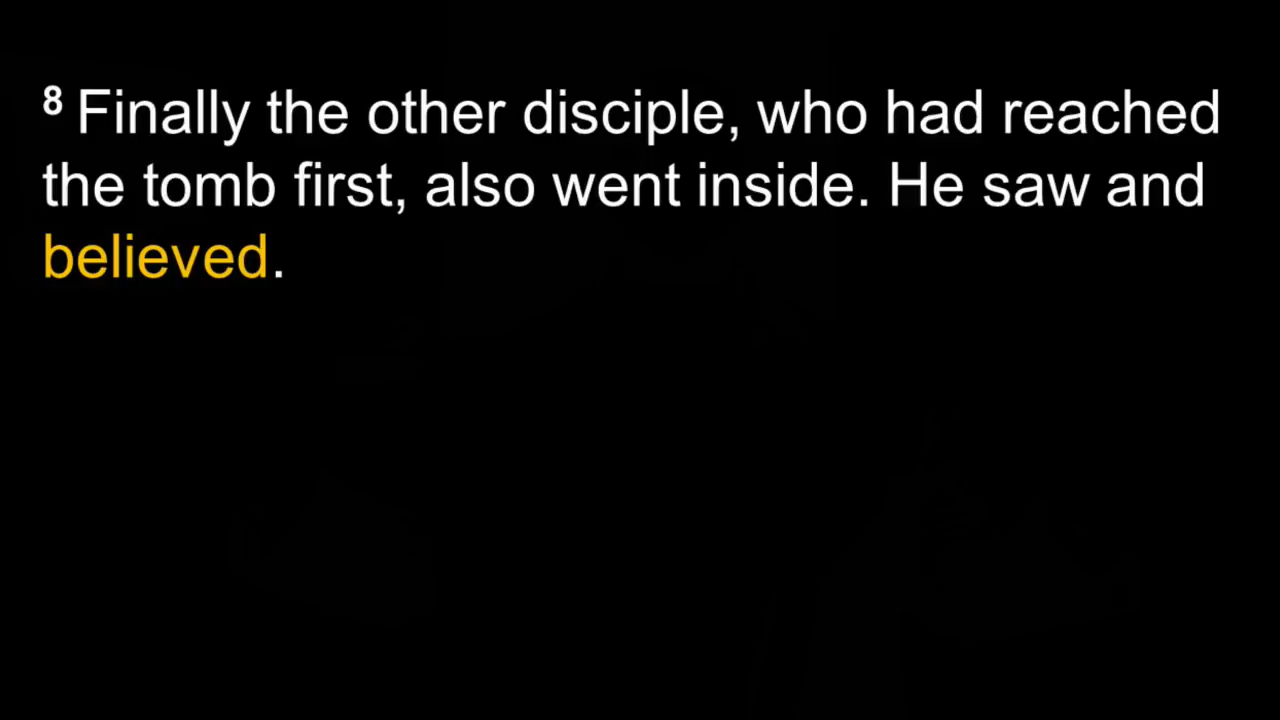 8 Finally the other disciple, who had reached
the tomb first, also went inside. He saw and
believed.